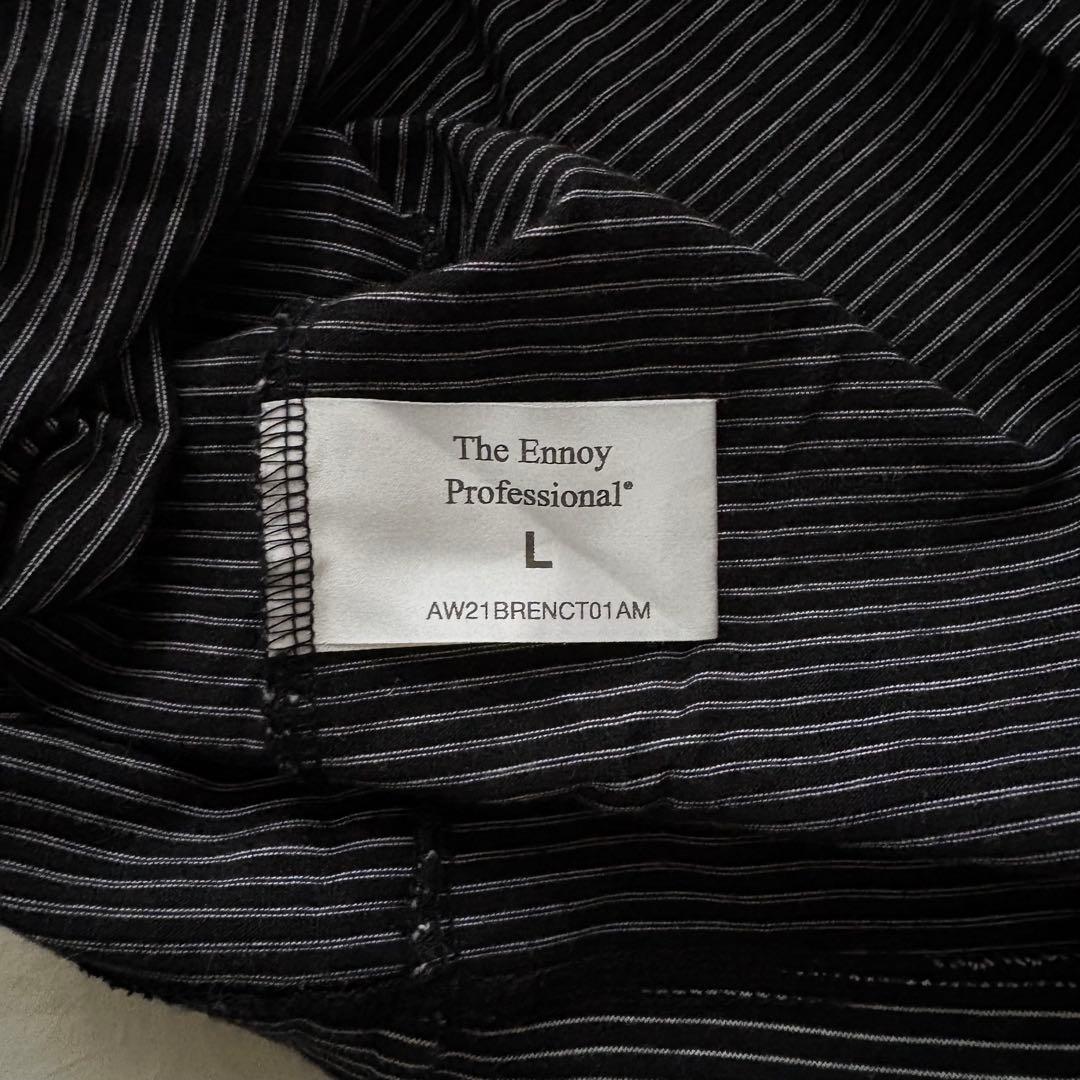 The Ennoy
Professional®
L
AW21BRENCT01AM